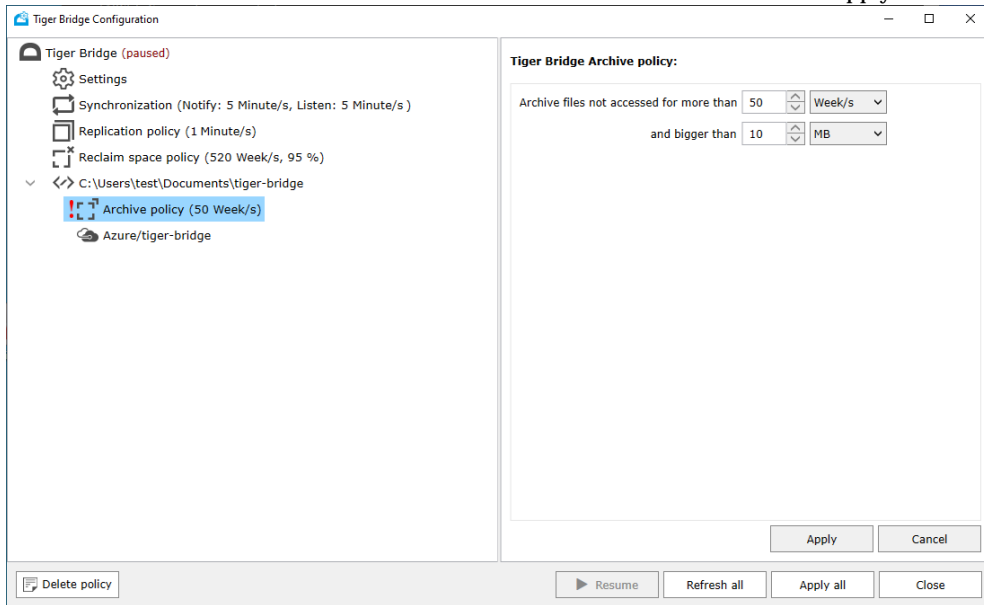 Tiger Bridge Configuration
Tiger Bridge (paused)
Settings
Synchronization (Notify: 5 Minute/s, Listen: 5 Minute/s )
Replication policy (1 Minute/s)
Reclaim space policy (520 Week/s, 95 %)
C:\Users\test\Documents\tiger-bridge
Archive policy (50 Week/s)
Azure/tiger-bridge
Tiger Bridge Archive policy:
Archive files not accessed for more than 50 Week/s
and bigger than 10 MB
Apply Cancel
Delete policy Resume Refresh all Apply all Close